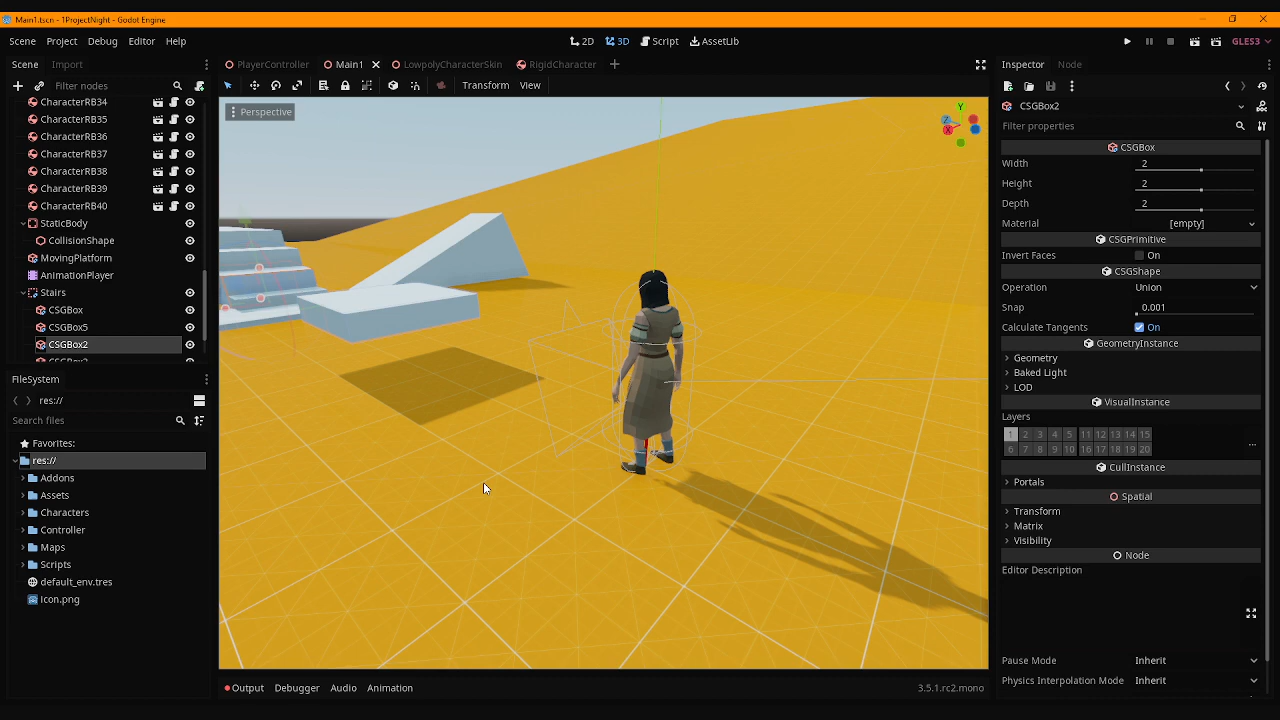 Main1.tscn - 1ProjectNight - Godot Engine
Scene Project Debug Editor Help
2D 3D Script AssetLib
GLES3
Scene Import
PlayerController Main1 LowpolyCharacterSkin RigidCharacter
Inspector Node
Filter nodes
Transform View
CharacterRB34
CharacterRB35
CharacterRB36
CharacterRB37
CharacterRB38
CharacterRB39
CharacterRB40
StaticBody
CollisionShape
MovingPlatform
AnimationPlayer
Stairs
CSGBox
CSGBox5
CSGBox2
FileSystem
res://
Search files
Favorites:
res://
Addons
Assets
Characters
Controller
Maps
Scripts
default_env.tres
icon.png
Perspective
Y
Z
X
Output Debugger Audio Animation
3.5.1.rc2.mono
CSGBox2
Filter properties
CSGBox
Width 2
Height 2
Depth 2
Material [empty]
CSGPrimitive
Invert Faces On
CSGShape
Operation Union
Snap 0.001
Calculate Tangents On
GeometryInstance
Geometry
Baked Light
LOD
VisualInstance
Layers
1 2 3 4 5 11 12 13 14 15
6 7 8 9 10 16 17 18 19 20
...
CullInstance
Portals
Spatial
Transform
Matrix
Visibility
Node
Editor Description
Pause Mode Inherit
Physics Interpolation Mode Inherit